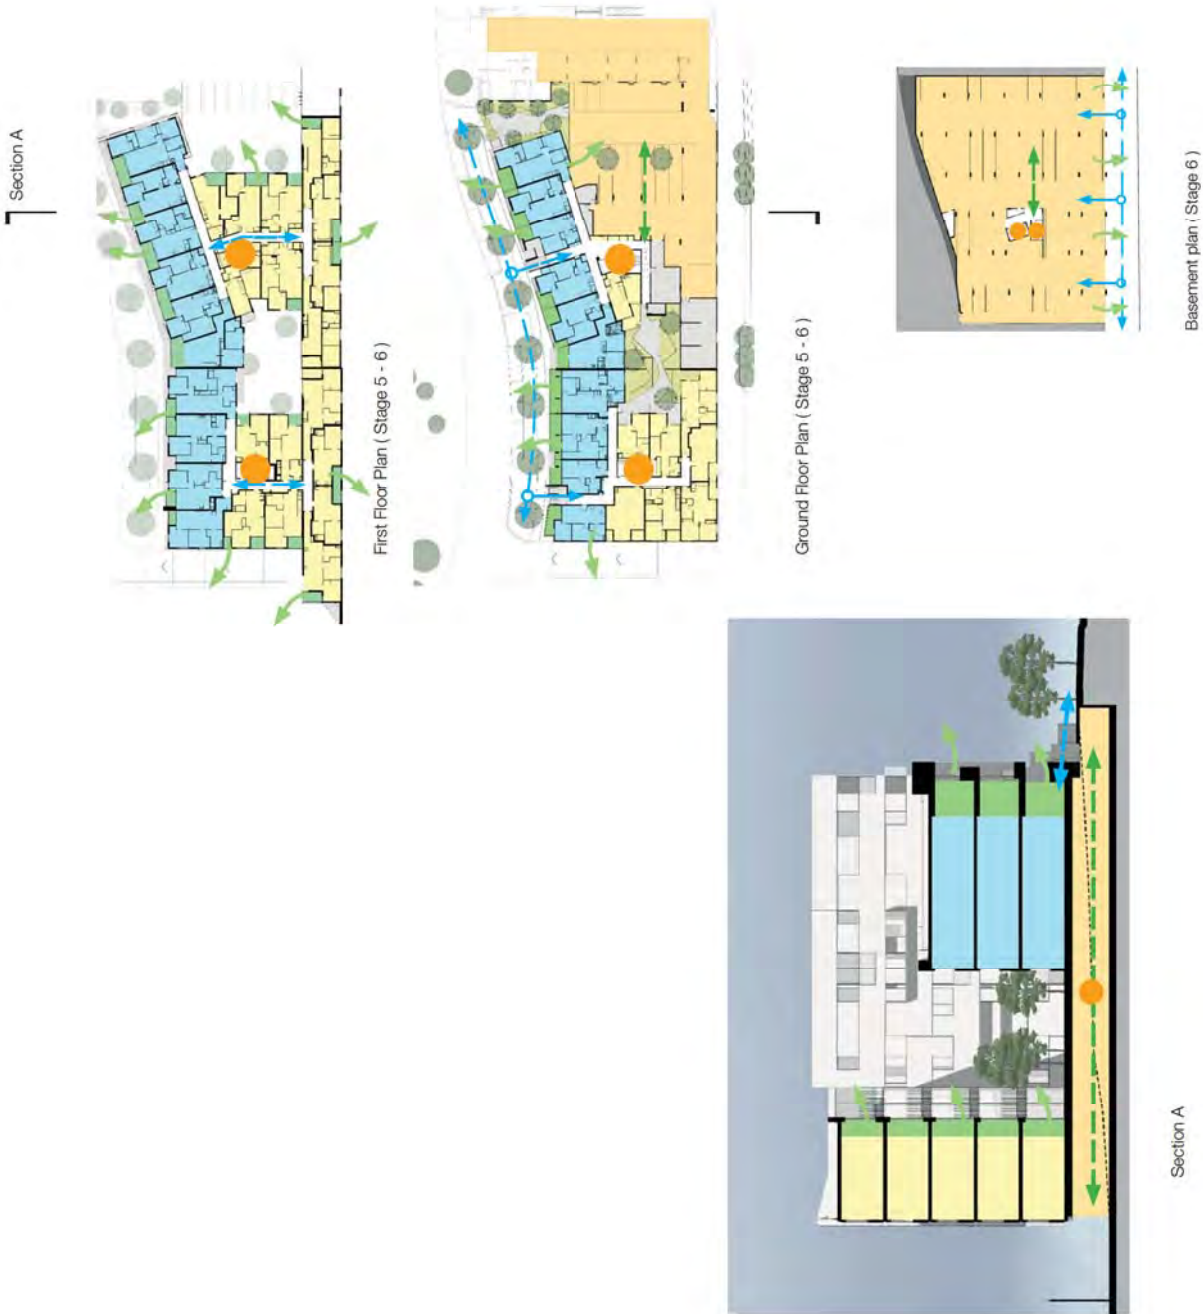 Section A
First Floor Plan ( Stage 5 - 6 )
Ground Floor Plan ( Stage 5 - 6 )
Basement plan ( Stage 6 )
Section A